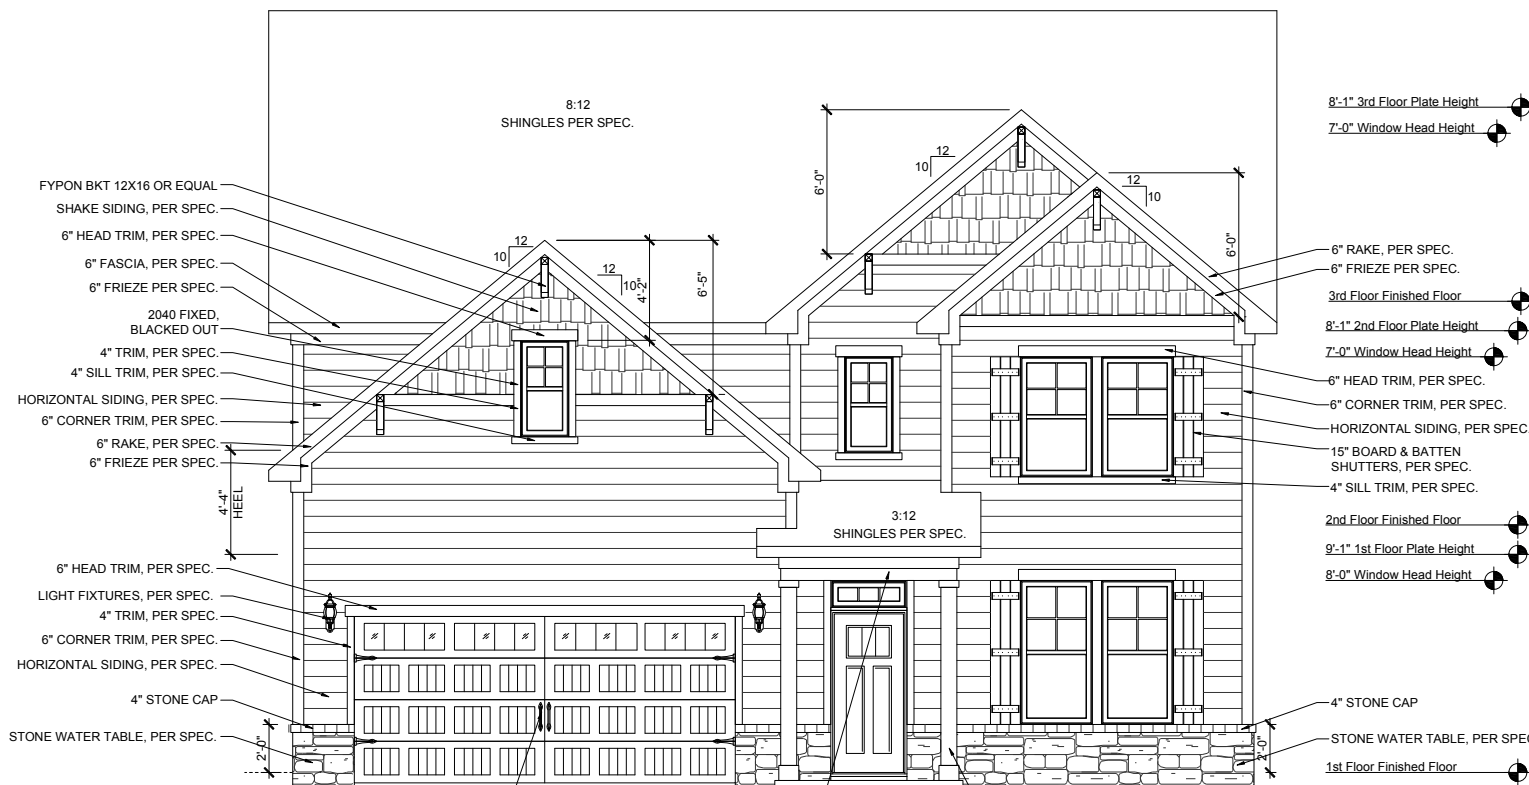 8:12
SHINGLES PER SPEC.
FYPON BKT 12X16 OR EQUAL
SHAKE SIDING, PER SPEC.
6" HEAD TRIM, PER SPEC.
6" FASCIA, PER SPEC.
6" FRIEZE PER SPEC.
2040 FIXED,
BLACKED OUT
4" TRIM, PER SPEC.
4" SILL TRIM, PER SPEC.
HORIZONTAL SIDING, PER SPEC.
6" CORNER TRIM, PER SPEC.
6" RAKE, PER SPEC.
6" FRIEZE PER SPEC.
4'-4"
HEEL
6" HEAD TRIM, PER SPEC.
LIGHT FIXTURES, PER SPEC.
4" TRIM, PER SPEC.
6" CORNER TRIM, PER SPEC.
HORIZONTAL SIDING, PER SPEC.
4" STONE CAP
STONE WATER TABLE, PER SPEC.
2'-0"
12
10
12
10
4'-2"
6'-5"
6'-0"
12
10
12
10
6'-0"
3:12
SHINGLES PER SPEC.
8'-1" 3rd Floor Plate Height
7'-0" Window Head Height
6" RAKE, PER SPEC.
6" FRIEZE PER SPEC.
3rd Floor Finished Floor
8'-1" 2nd Floor Plate Height
7'-0" Window Head Height
6" HEAD TRIM, PER SPEC.
6" CORNER TRIM, PER SPEC.
HORIZONTAL SIDING, PER SPEC.
15" BOARD & BATTEN
SHUTTERS, PER SPEC.
4" SILL TRIM, PER SPEC.
2nd Floor Finished Floor
9'-1" 1st Floor Plate Height
8'-0" Window Head Height
4" STONE CAP
STONE WATER TABLE, PER SPEC
2'-0"
1st Floor Finished Floor